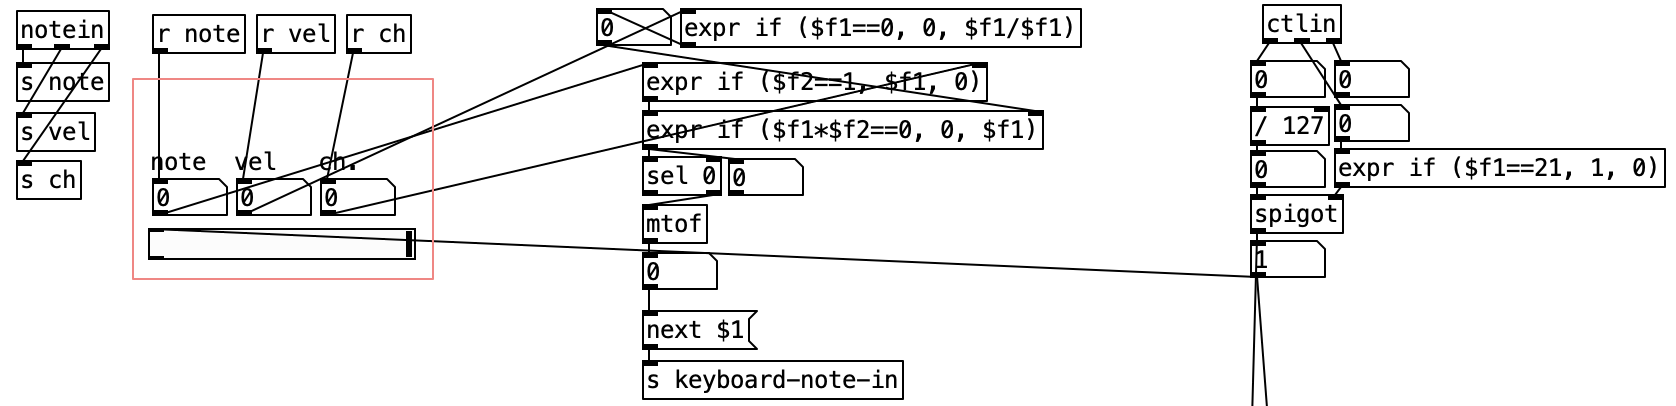 notein
s note
s vel
s ch
r note
r vel
r ch
note
vel
ch.
0
0
0
0
expr if ($f1==0, 0, $f1/$f1)
expr if ($f2==1, $f1, 0)
expr if ($f1*$f2==0, 0, $f1)
sel 0
0
mtof
0
next $1
s keyboard-note-in
ctlin
0
0
/ 127
0
0
expr if ($f1==21, 1, 0)
spigot
1